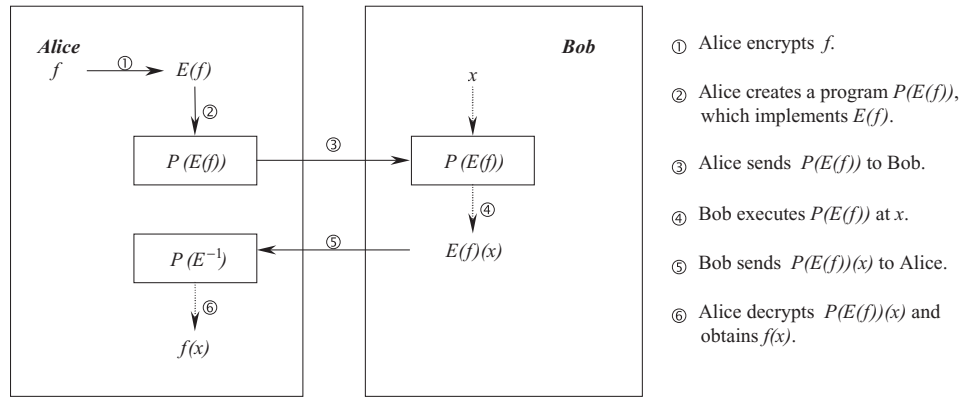 Alice
Bob
f
①
E(f)
x
②
P (E(f))
③
P (E(f))
④
P (E⁻¹)
⑤
E(f)(x)
⑥
f(x)
① Alice encrypts f.
② Alice creates a program P(E(f)),
which implements E(f).
③ Alice sends P(E(f)) to Bob.
④ Bob executes P(E(f)) at x.
⑤ Bob sends P(E(f))(x) to Alice.
⑥ Alice decrypts P(E(f))(x) and
obtains f(x).